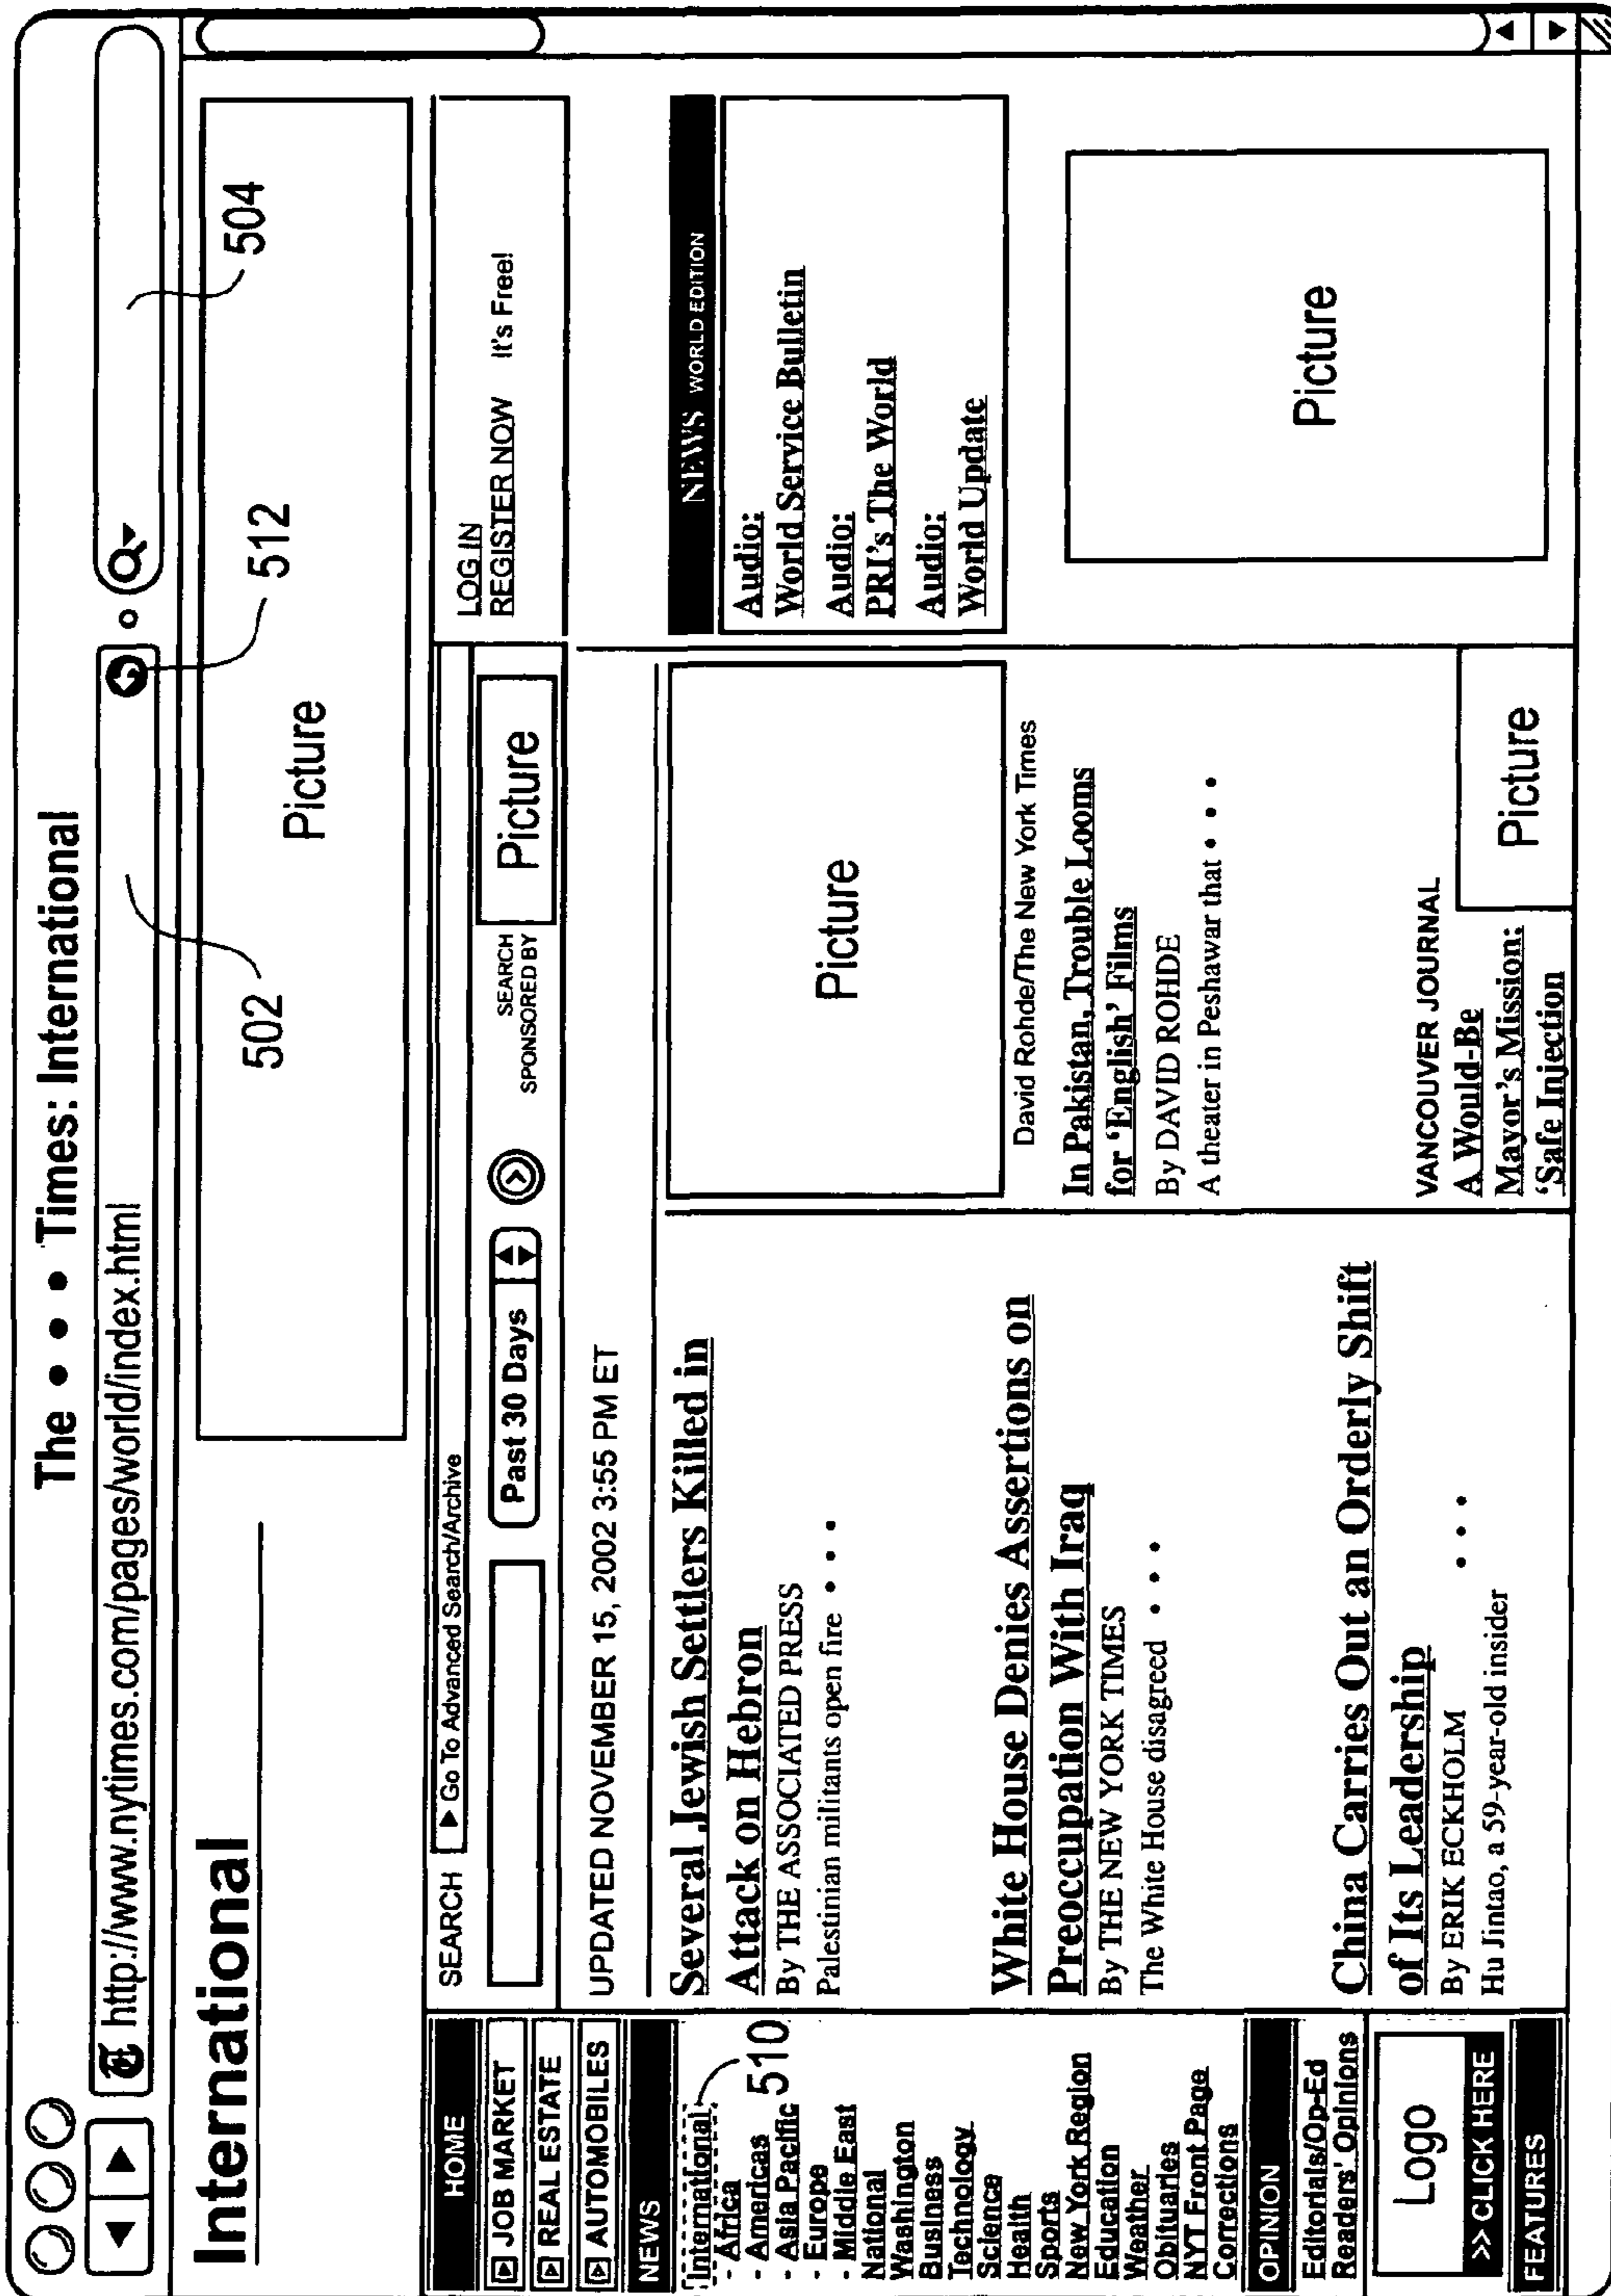 The • • • Times: International
http://www.nytimes.com/pages/world/index.html
502
512
504
International
Picture
SEARCH ▶ Go To Advanced Search/Archive
Past 30 Days
SEARCH
SPONSORED BY
Picture
LOG IN
REGISTER NOW It's Free!
HOME
JOB MARKET
REAL ESTATE
AUTOMOBILES
NEWS
International
- Africa
- Americas
- Asia Pacific
- Europe
- Middle East
National
Washington
Business
Technology
Science
Health
Sports
New York Region
Education
Weather
Obituaries
NYT Front Page
Corrections
510
OPINION
Editorials/Op-Ed
Readers' Opinions
Logo
>> CLICK HERE
FEATURES
UPDATED NOVEMBER 15, 2002 3:55 PM ET
Several Jewish Settlers Killed in
Attack on Hebron
By THE ASSOCIATED PRESS
Palestinian militants open fire • • •
White House Denies Assertions on
Preoccupation With Iraq
By THE NEW YORK TIMES
The White House disagreed • • •
China Carries Out an Orderly Shift
of Its Leadership
By ERIK ECKHOLM
Hu Jintao, a 59-year-old insider • • •
Picture
David Rohde/The New York Times
In Pakistan, Trouble Looms
for ‘English’ Films
By DAVID ROHDE
A theater in Peshawar that • • •
VANCOUVER JOURNAL
A Would-Be
Mayor's Mission:
‘Safe Injection
Picture
NEWS WORLD EDITION
Audio:
World Service Bulletin
Audio:
PRI's The World
Audio:
World Update
Picture